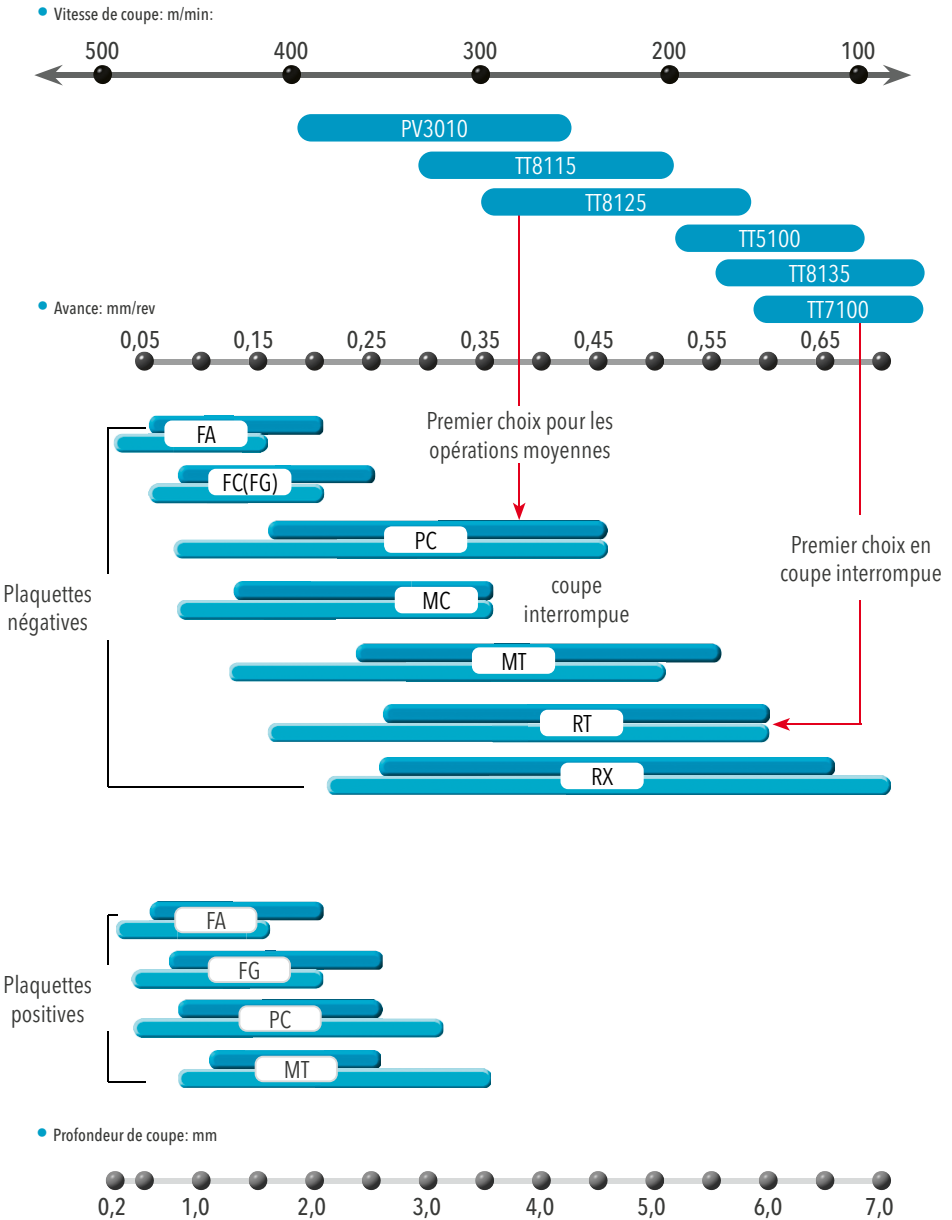 Vitesse de coupe: m/min:
500 400 300 200 100
PV3010
TT8115
TT8125
TT5100
TT8135
TT7100
Avance: mm/rev
0,05 0,15 0,25 0,35 0,45 0,55 0,65
Premier choix pour les
opérations moyennes
Premier choix en
coupe interrompue
Plaquettes
négatives
FA
FC(FG)
PC
MC
coupe
interrompue
MT
RT
RX
Plaquettes
positives
FA
FG
PC
MT
Profondeur de coupe: mm
0,2 1,0 2,0 3,0 4,0 5,0 6,0 7,0